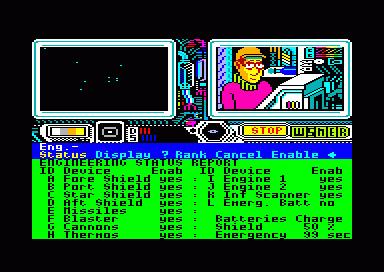 STOP
Eng.:-
Status Display ? Rank Cancel Enable
ENGINEERING STATUS REPORT
ID Device Enab ID Device Enab
A Fore Shield yes : I Engine 1 yes
B Port Shield yes : J Engine 2 yes
C Star Shield yes : K Inf Scanner yes
D Aft Shield yes : L Emerg. Batt no
E Missiles yes :
F Blaster yes : Batteries Charge
G Cannons yes : Shield 50 %
H Thermos yes : Emergency 99 sec